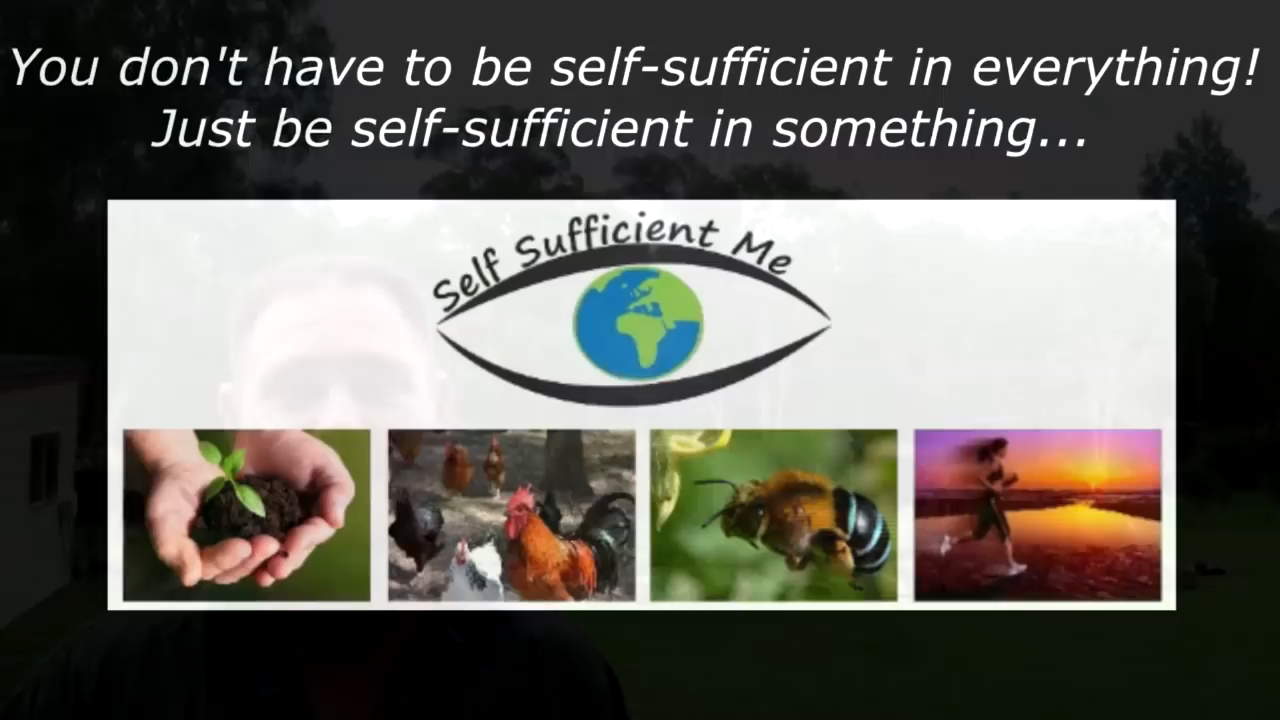 You don't have to be self-sufficient in everything!
Just be self-sufficient in something...
Self Sufficient Me